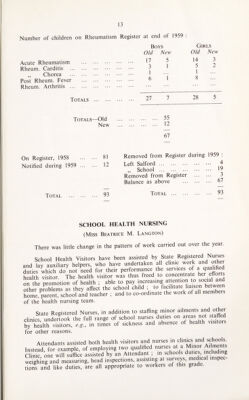 13
Number of children on Rheumatism Register at end of 1959 :
BOYS GIRLS
Old New Old New
Acute Rheumatism ... ... ... ... ... 17 5 14 3
Rheum. Carditis ... ... ... ... ... 3 1 5 2
„ Chorea ... ... ... ... ... 1 ... 1 ...
Post Rheum. Fever ... ... ... ... ... 6 1 8 ...
Rheum. Arthritis ... ... ... ... ... ... ... ... ...
TOTALS ... ... ... ... 27 7 28 5
TOTALS—Old ... ... ... ... 55
New ... ... ... ... 12
67
On Register, 1958 ... 81 Removed from Register during 1959 :
Notified during 1959 ... ... 12 Left Salford ... ... ... ... 4
„ School ... ... ... ... 19
Removed from Register ... 3
Balance as above ... ... 67
TOTAL ... ... 93 TOTAL ... ... ... 93
SCHOOL HEALTH NURSING
(MISS BEATRICE M. LANGTON)
There was little change in the pattern of work carried out over the year.
School Health Visitors have been assisted by State Registered Nurses
and lay auxiliary helpers, who have undertaken all clinic work and other
duties which do not need for their performance the services of a qualified
health visitor. The health visitor was thus freed to concentrate her efforts
on the promotion of health ; able to pay increasing attention to social and
other problems as they affect the school child ; to facilitate liaison between
home, parent, school and teacher ; and to co-ordinate the work of all members
of the health nursing team.
State Registered Nurses, in addition to staffing minor ailments and other
clinics, undertook the full range of school nurses duties on areas not staffed
by health visitors, e.g., in times of sickness and absence of health visitors
for other reasons.
Attendants assisted both health visitors and nurses in clinics and schools.
Instead, for example, of employing two qualified nurses at a Minor Ailments
Clinic, one will suffice assisted by an Attendant ; in schools duties, including
weighing and measuring, head inspections, assisting at surveys, medical inspec-
tions and like duties, are all appropriate to workers of this grade.